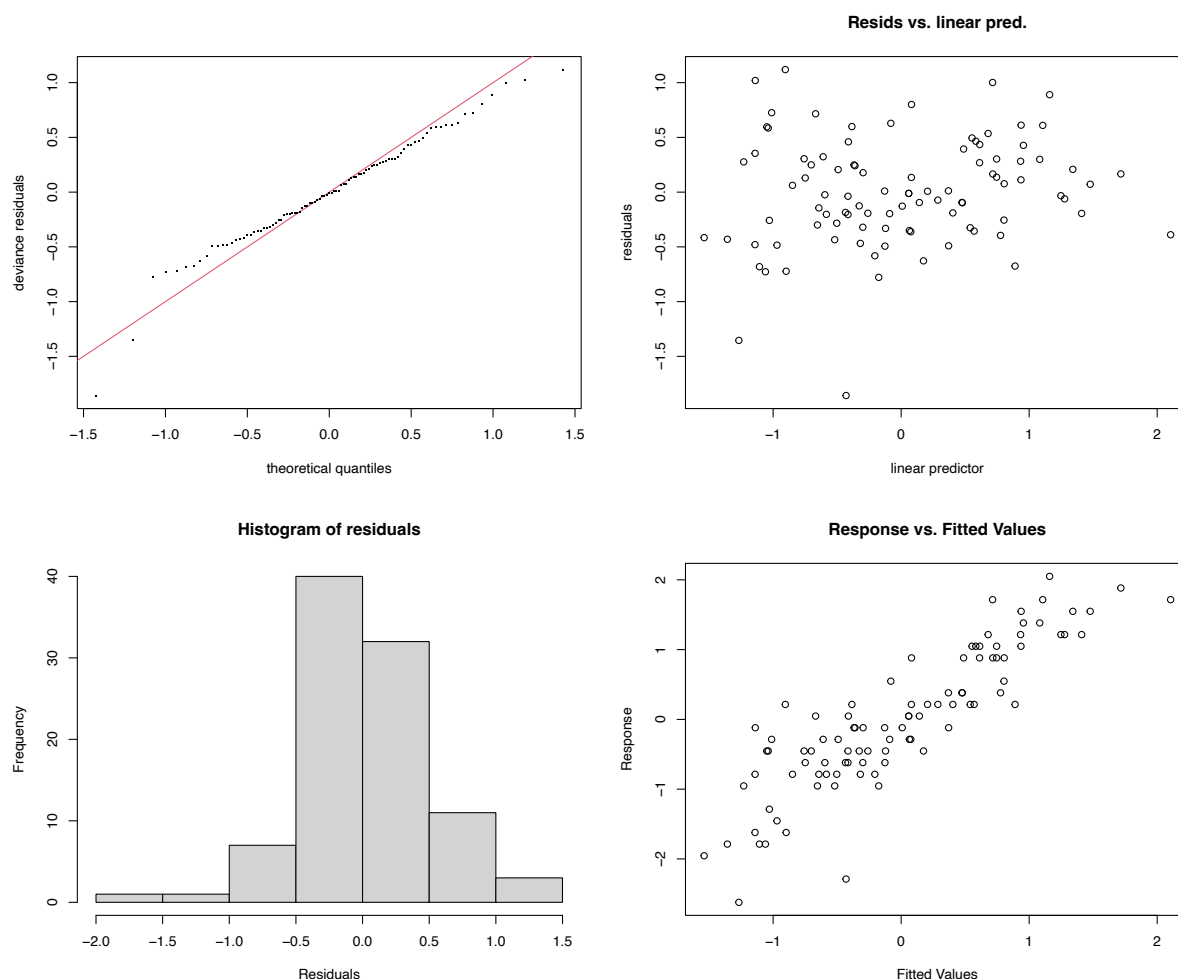 deviance residuals
1.0
0.5
0.0
−0.5
−1.0
−1.5
−1.5 −1.0 −0.5 0.0 0.5 1.0 1.5
theoretical quantiles
Resids vs. linear pred.
residuals
1.0
0.5
0.0
−0.5
−1.0
−1.5
−1 0 1 2
linear predictor
Histogram of residuals
Frequency
40
30
20
10
0
−2.0 −1.5 −1.0 −0.5 0.0 0.5 1.0 1.5
Residuals
Response vs. Fitted Values
Response
2
1
0
−1
−2
−1 0 1 2
Fitted Values